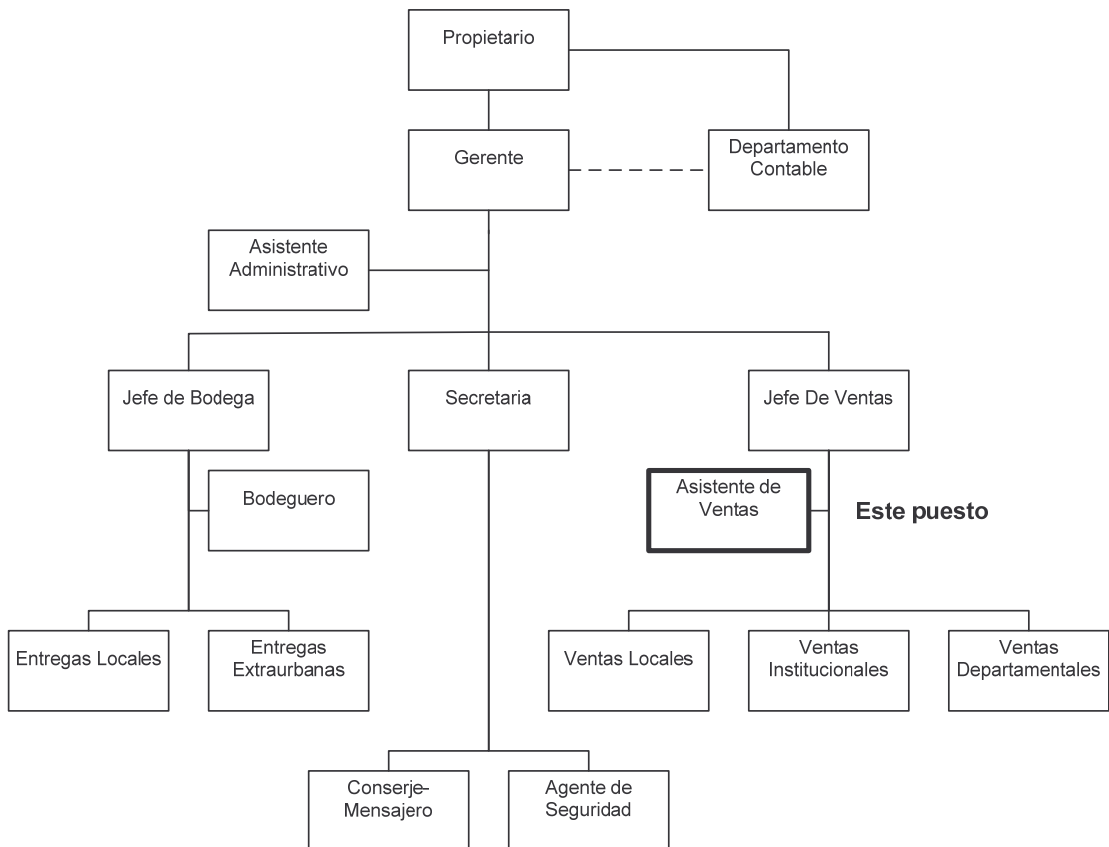 Propietario
Gerente
Departamento
Contable
Asistente
Administrativo
Jefe de Bodega
Secretaria
Jefe De Ventas
Bodeguero
Asistente de
Ventas
Este puesto
Entregas Locales
Entregas
Extraurbanas
Ventas Locales
Ventas
Institucionales
Ventas
Departamentales
Conserje-
Mensajero
Agente de
Seguridad